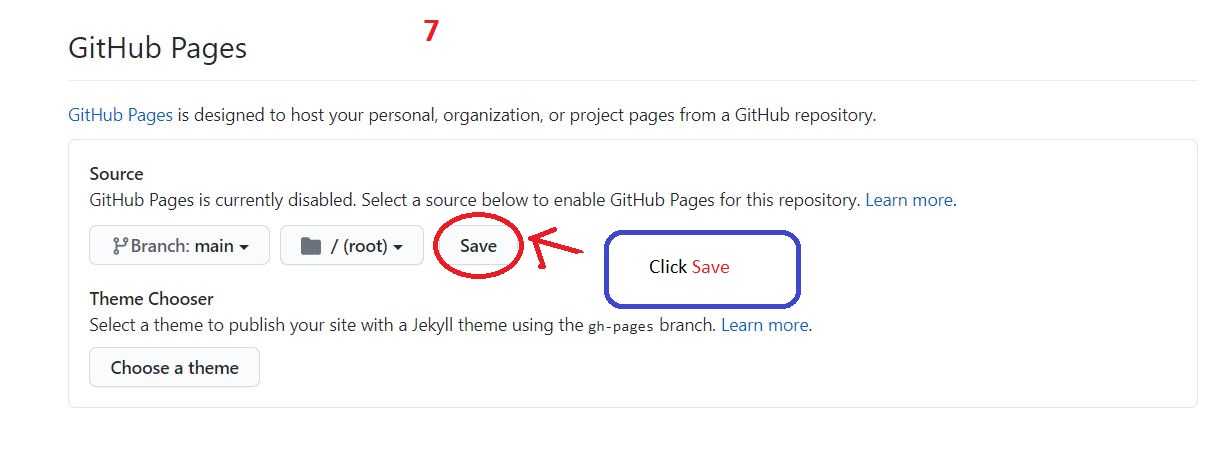 7
GitHub Pages
GitHub Pages is designed to host your personal, organization, or project pages from a GitHub repository.
Source
GitHub Pages is currently disabled. Select a source below to enable GitHub Pages for this repository. Learn more.
Branch: main / (root) Save
Click Save
Theme Chooser
Select a theme to publish your site with a Jekyll theme using the gh-pages branch. Learn more.
Choose a theme